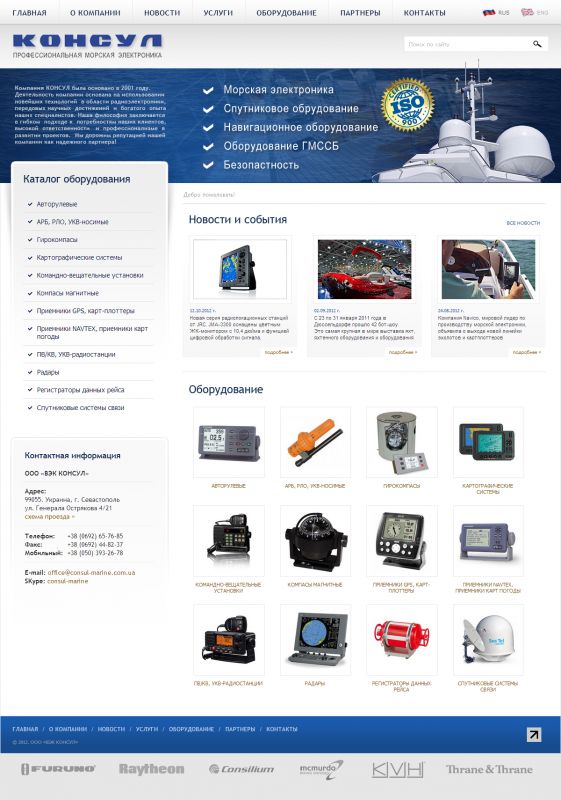 ГЛАВНАЯ О КОМПАНИИ НОВОСТИ УСЛУГИ ОБОРУДОВАНИЕ ПАРТНЕРЫ КОНТАКТЫ RUS ENG
КОНСУЛ
ПРОФЕССИОНАЛЬНАЯ МОРСКАЯ ЭЛЕКТРОНИКА
Поиск по сайту
Компания КОНСУЛ была основана в 2001 году.
Деятельность компании основана на использовании
новейших технологий в области радиоэлектроники,
передовых научных достижений и богатого опыта
наших специалистов. Наша философия заключается
в гибком подходе к потребностям наших клиентов,
высокой ответственности и профессионализме в
развитии проектов. Мы дорожим репутацией нашей
компании как надежного партнера!
Морская электроника
Спутниковое обрудование
Навигационное оборудование
Оборудование ГМССБ
Безопастность
CERTIFIED
ISO
Каталог оборудования
Авторулевые
АРБ, РЛО, УКВ-носимые
Гирокомпасы
Картографические системы
Командно-вещательные установки
Компасы магнитные
Приемники GPS, карт-плоттеры
Приемники NAVTEX, приемники карт
погоды
ПВ/КВ, УКВ-радиостанции
Радары
Регистраторы данных рейса
Спутниковые системы связи
Контактная информация
ООО «ВЭК КОНСУЛ»
Адрес:
99055. Украина, г. Севастополь
ул. Генерала Острякова 4/21
схема проезда »
Телефон: +38 (0692) 65-76-85
Факс: +38 (0692) 44-82-37
Мобильный: +38 (050) 393-26-78
E-mail: office@consul-marine.com.ua
SKype: consul-marine
Добро пожаловать!
Новости и события
ВСЕ НОВОСТИ
12.10.2012 г.
Новая серия радиолокационных станций
от JRC. JMA-3300 оснащены цветным
ЖК-монитором с 10,4 дюйма и функцией
цифровой обработки сигнала.
подробнее »
02.09.2012 г.
С 23 по 31 января 2011 года в
Дюссельдорфе прошло 42 бот-шоу.
Это самая крупная в мире выставка яхт,
яхтенного оборудования и оборудования
подробнее »
24.08.2012 г.
Компания Navico, мировой лидер по
производству морской электроники,
объявила о выходе новой линейки
эхолотов и картплоттеров
подробнее »
Оборудование
АВТОРУЛЕВЫЕ
АРБ, РЛО, УКВ-НОСИМЫЕ
ГИРОКОМПАСЫ
КАРТОГРАФИЧЕСКИЕ
СИСТЕМЫ
КОМАНДНО-ВЕЩАТЕЛЬНЫЕ
УСТАНОВКИ
КОМПАСЫ МАГНИТНЫЕ
ПРИЕМНИКИ GPS, КАРТ-
ПЛОТТЕРЫ
ПРИЕМНИКИ NAVTEX,
ПРИЕМНИКИ КАРТ ПОГОДЫ
ПВ/КВ, УКВ-РАДИОСТАНЦИИ
РАДАРЫ
РЕГИСТРАТОРЫ ДАННЫХ
РЕЙСА
Sea Tel
СПУТНИКОВЫЕ СИСТЕМЫ
СВЯЗИ
ГЛАВНАЯ / О КОМПАНИИ / НОВОСТИ / УСЛУГИ / ОБОРУДОВАНИЕ / ПАРТНЕРЫ / КОНТАКТЫ
© 2012, ООО «ВЭК КОНСУЛ»
FURUNO Raytheon Consilium mcmurdo KVH Thrane & Thrane